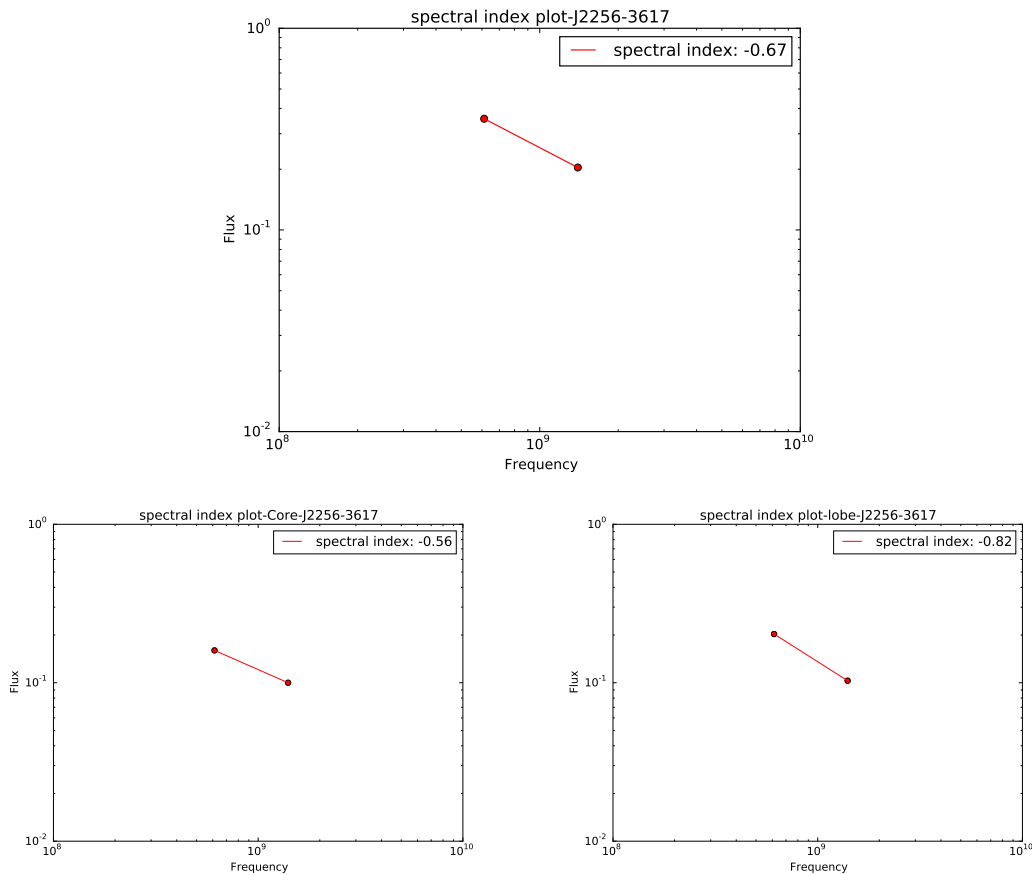 spectral index plot-J2256-3617
spectral index: -0.67
10^0
10^-1
10^-2
Flux
10^8
10^9
10^10
Frequency
spectral index plot-Core-J2256-3617
spectral index: -0.56
10^0
10^-1
10^-2
Flux
10^8
10^9
10^10
Frequency
spectral index plot-lobe-J2256-3617
spectral index: -0.82
10^0
10^-1
10^-2
Flux
10^8
10^9
10^10
Frequency